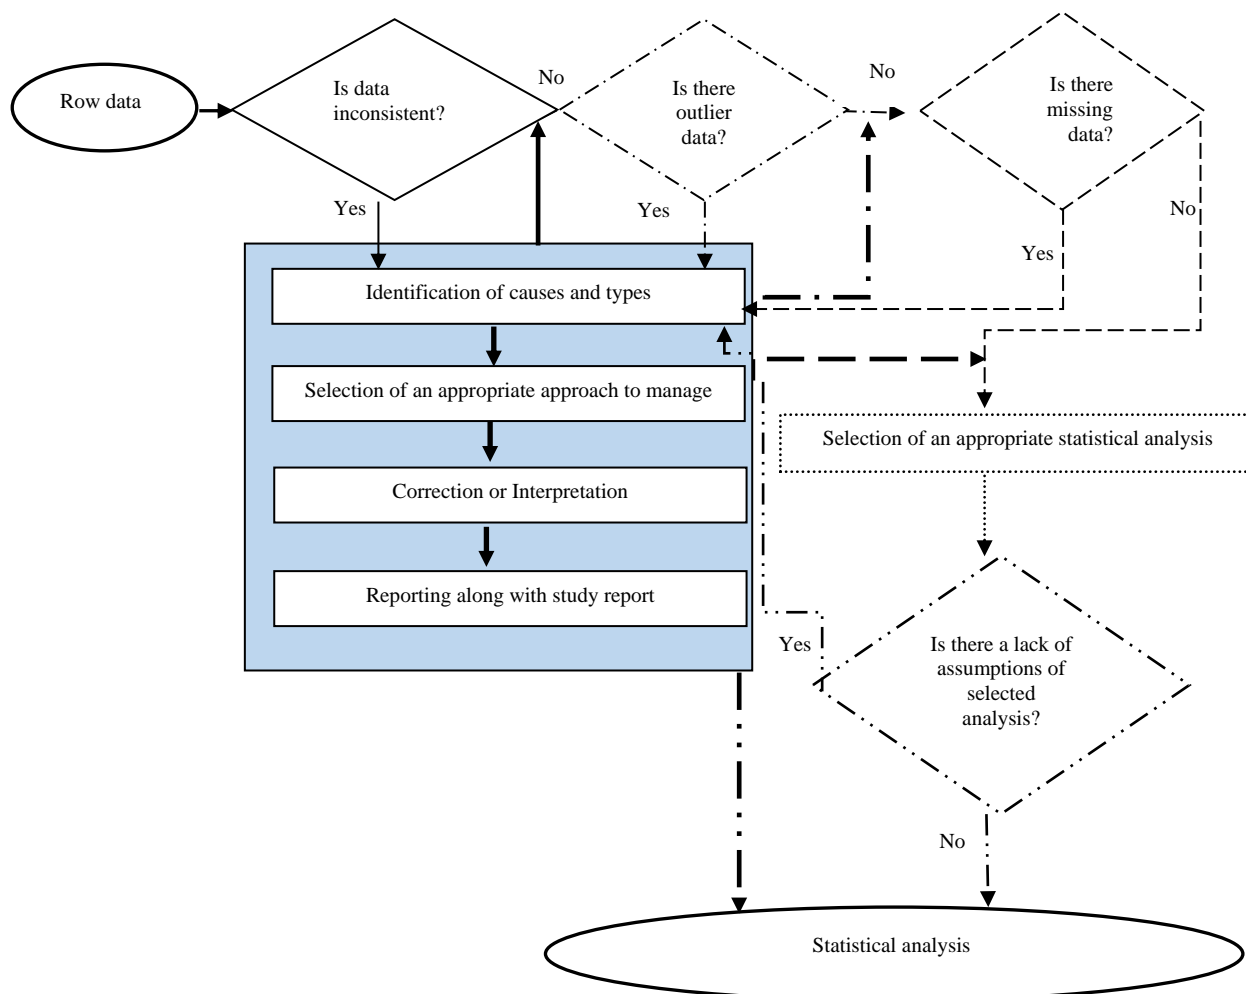 Row data
Is data
inconsistent?
No
Is there
outlier
data?
No
Is there
missing
data?
Yes
Yes
Yes
No
Identification of causes and types
Selection of an appropriate approach to manage
Correction or Interpretation
Reporting along with study report
Selection of an appropriate statistical analysis
Yes
Is there a lack of
assumptions of
selected
analysis?
No
Statistical analysis